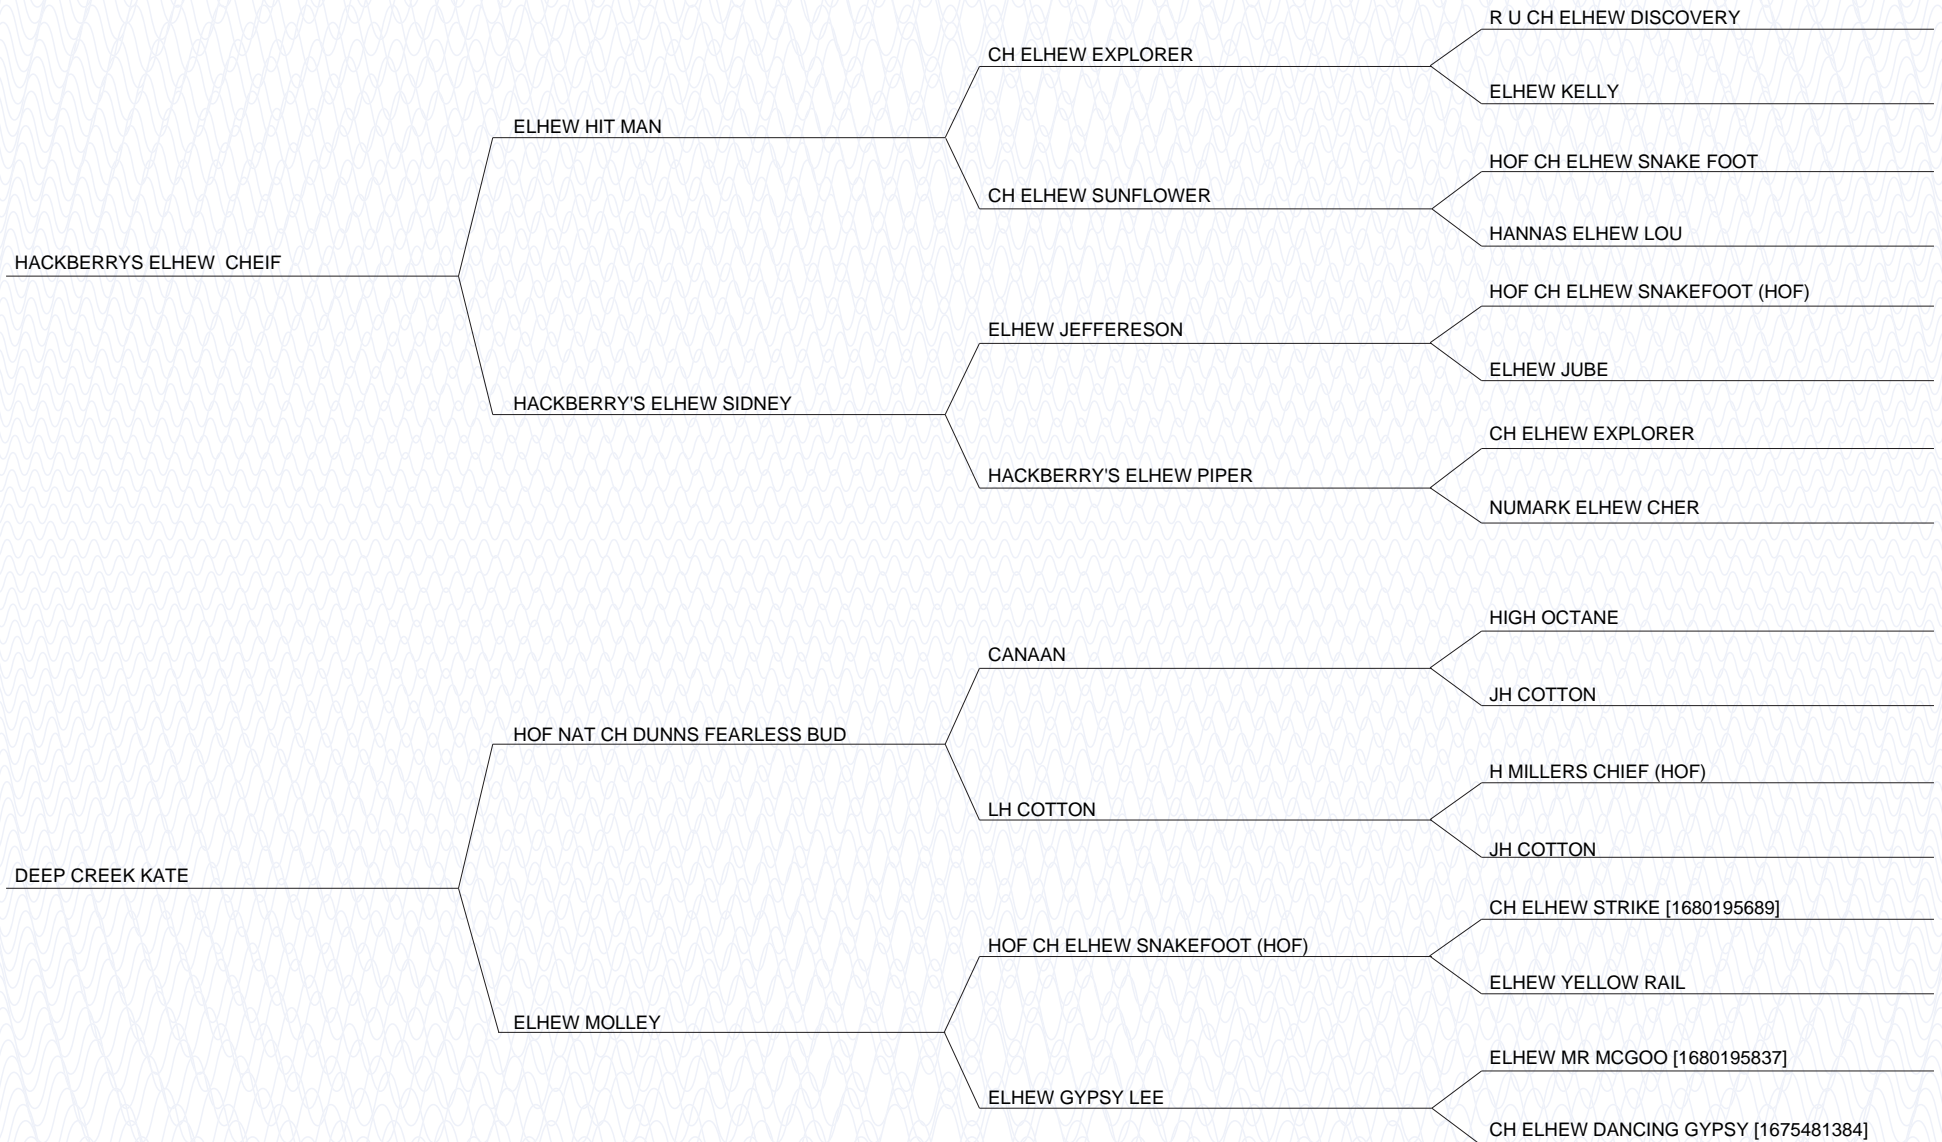 R U CH ELHEW DISCOVERY
CH ELHEW EXPLORER
ELHEW KELLY
ELHEW HIT MAN
HOF CH ELHEW SNAKE FOOT
CH ELHEW SUNFLOWER
HANNAS ELHEW LOU
HACKBERRYS ELHEW  CHEIF
HOF CH ELHEW SNAKEFOOT (HOF)
ELHEW JEFFERESON
ELHEW JUBE
HACKBERRY'S ELHEW SIDNEY
CH ELHEW EXPLORER
HACKBERRY'S ELHEW PIPER
NUMARK ELHEW CHER
HIGH OCTANE
CANAAN
JH COTTON
HOF NAT CH DUNNS FEARLESS BUD
H MILLERS CHIEF (HOF)
LH COTTON
JH COTTON
DEEP CREEK KATE
CH ELHEW STRIKE [1680195689]
HOF CH ELHEW SNAKEFOOT (HOF)
ELHEW YELLOW RAIL
ELHEW MOLLEY
ELHEW MR MCGOO [1680195837]
ELHEW GYPSY LEE
CH ELHEW DANCING GYPSY [1675481384]